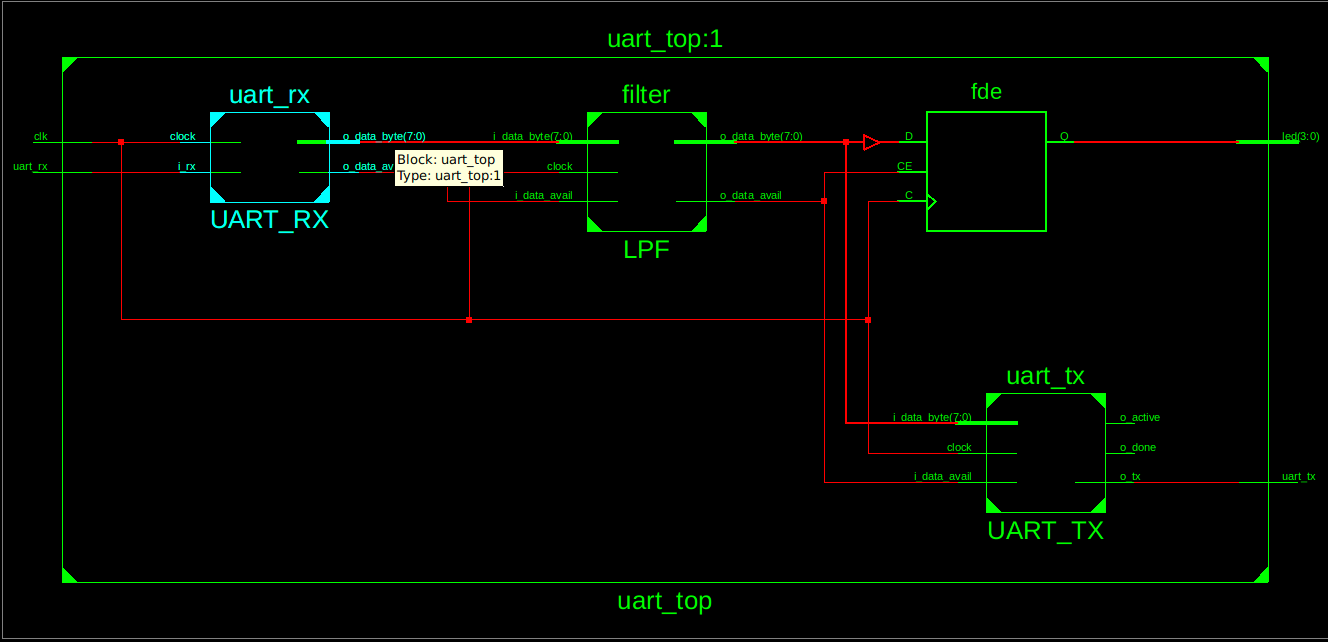 uart_top:1
uart_rx
filter
fde
clk
clock
o_data_byte(7:0)
i_data_byte(7:0)
o_data_byte(7:0)
D
Q
led(3:0)
uart_rx
i_rx
o_data_av
Block: uart_top
Type: uart_top:1
clock
CE
i_data_avail
o_data_avail
C
UART_RX
LPF
uart_tx
i_data_byte(7:0)
o_active
clock
o_done
i_data_avail
o_tx
uart_tx
UART_TX
uart_top